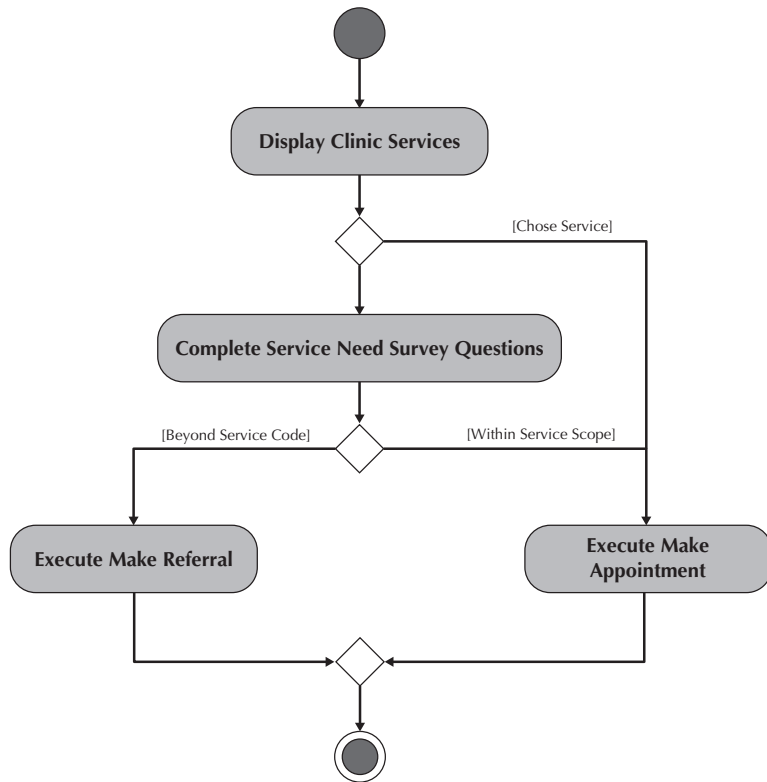 Display Clinic Services
[Chose Service]
Complete Service Need Survey Questions
[Beyond Service Code]
[Within Service Scope]
Execute Make Referral
Execute Make
Appointment